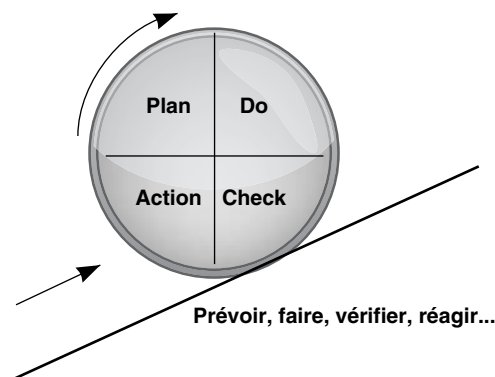 Plan Do
Action Check
Prévoir, faire, vérifier, réagir...